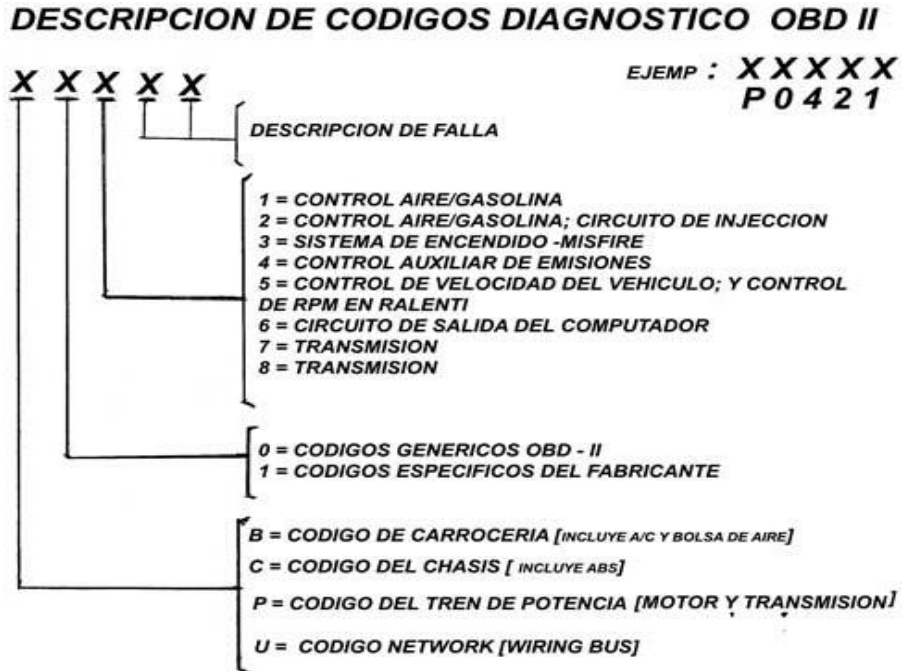 DESCRIPCION DE CODIGOS DIAGNOSTICO OBD II
X X X X X
EJEMP : X X X X X
P 0 4 2 1
DESCRIPCION DE FALLA
1 = CONTROL AIRE/GASOLINA
2 = CONTROL AIRE/GASOLINA; CIRCUITO DE INJECCION
3 = SISTEMA DE ENCENDIDO -MISFIRE
4 = CONTROL AUXILIAR DE EMISIONES
5 = CONTROL DE VELOCIDAD DEL VEHICULO; Y CONTROL
DE RPM EN RALENTI
6 = CIRCUITO DE SALIDA DEL COMPUTADOR
7 = TRANSMISION
8 = TRANSMISION
0 = CODIGOS GENERICOS OBD - II
1 = CODIGOS ESPECIFICOS DEL FABRICANTE
B = CODIGO DE CARROCERIA [INCLUYE A/C Y BOLSA DE AIRE]
C = CODIGO DEL CHASIS [ INCLUYE ABS]
P = CODIGO DEL TREN DE POTENCIA [MOTOR Y TRANSMISION]
U = CODIGO NETWORK [WIRING BUS]